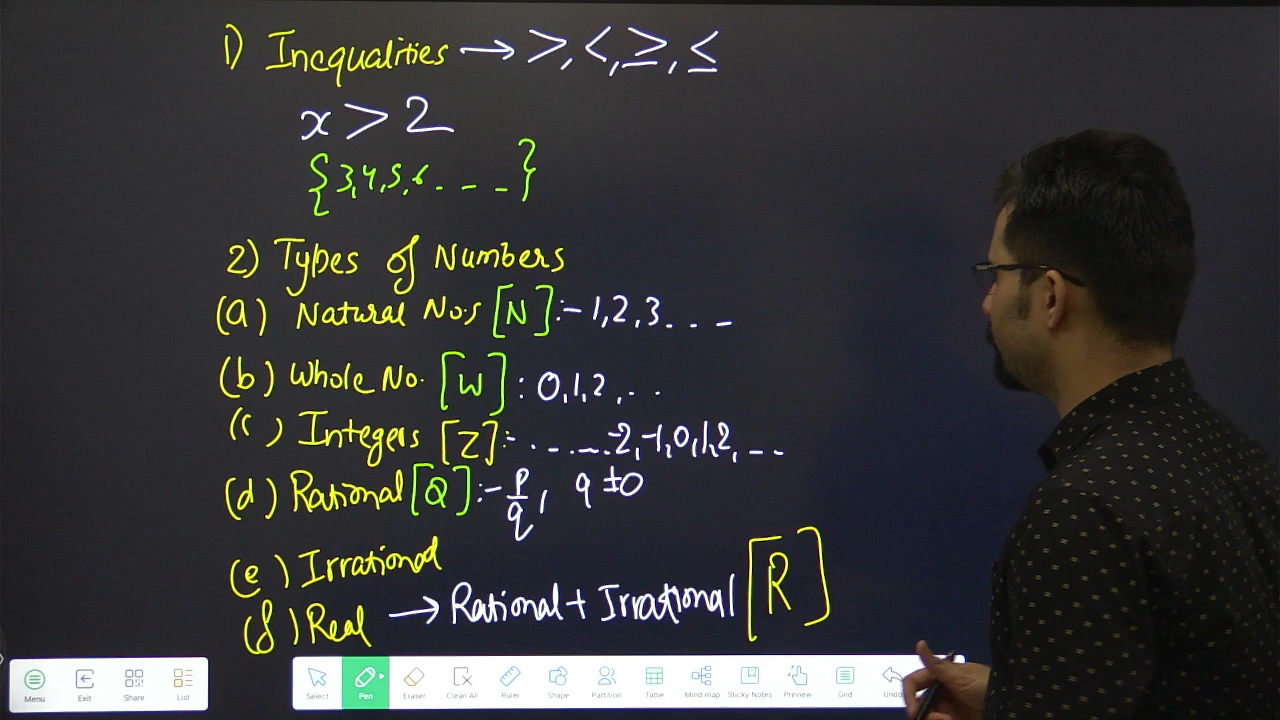 1) Inequalities → >, <, ≥, ≤
x > 2
{3,4,5,6. - - -}
2) Types of Numbers
(a) Natural No.s [N] :- 1,2,3. . - -
(b) Whole No. [W] : 0,1,2,. . .
(c) Integers [Z] :- . - . - . -2,-1,0,1,2, - - -
(d) Rational [Q] :- p/q, q ≠ 0
(e) Irrational
(f) Real → Rational + Irrational [R]
Menu Exit Share List Select Pen Eraser Clean All Ruler Shape Partition Table Mind map Sticky Notes Preview Grid Undo